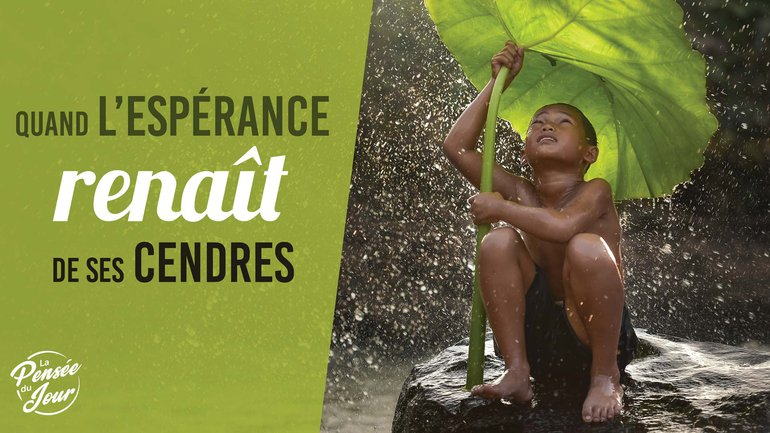 QUAND L'ESPÉRANCE
renaît
DE SES CENDRES
La
Pensée
du
Jour